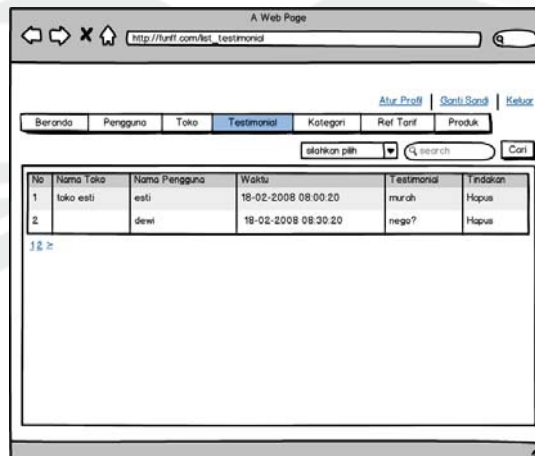 A Web Page
http://funff.com/list_testimonial
Atur Profil Ganti Sandi Keluar
Beranda Pengguna Toko Testimonial Kategori Ref Tarif Produk
silahkan pilih search Cari
No Nama Toko Nama Pengguna Waktu Testimonial Tindakan
1 toko esti esti 18-02-2008 08:00:20 murah Hapus
2 dewi 18-02-2008 08:30:20 nego? Hapus
1 2 >